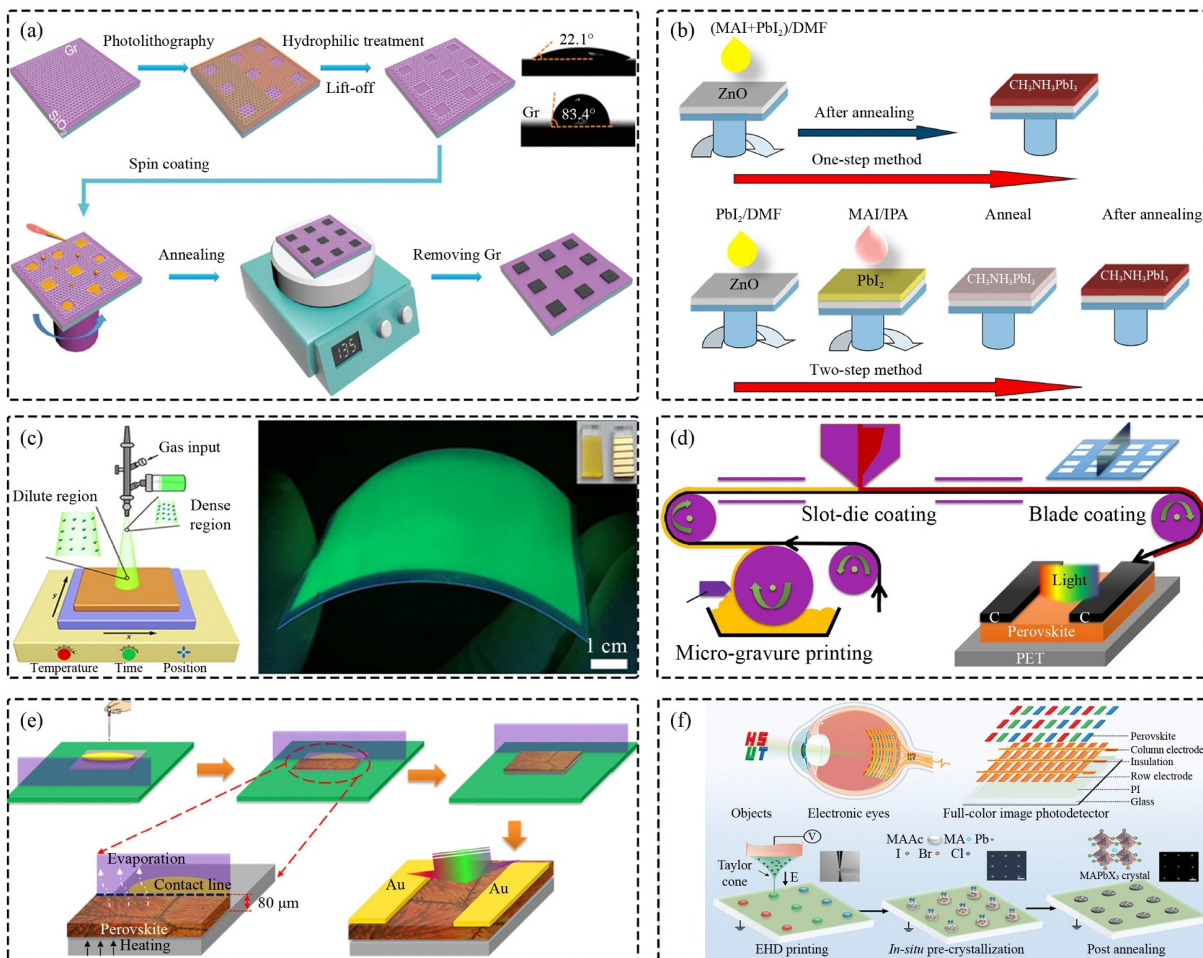 (a)
Gr
SiO₂
Photolithography
Hydrophilic treatment
Lift-off
22.1°
Gr
83.4°
Spin coating
Annealing
135
Removing Gr
(b)
(MAI+PbI₂)/DMF
ZnO
After annealing
CH₃NH₃PbI₃
One-step method
PbI₂/DMF
MAI/IPA
Anneal
After annealing
ZnO
PbI₂
CH₃NH₃PbI₃
CH₃NH₃PbI₃
Two-step method
(c)
Gas input
Dilute region
Dense
region
y
x
Temperature
Time
Position
1 cm
(d)
Slot-die coating
Blade coating
Micro-gravure printing
Light
C
C
Perovskite
PET
(e)
Evaporation
Contact line
80 μm
Perovskite
Heating
Au
Au
(f)
HS
UT
Objects
Electronic eyes
Perovskite
Column electrode
Insulation
Row electrode
PI
Glass
Full-color image photodetector
V
Taylor
cone
E
MAAc
MA
Pb
I
Br
Cl
MAPbX₃ crystal
EHD printing
In-situ pre-crystallization
Post annealing